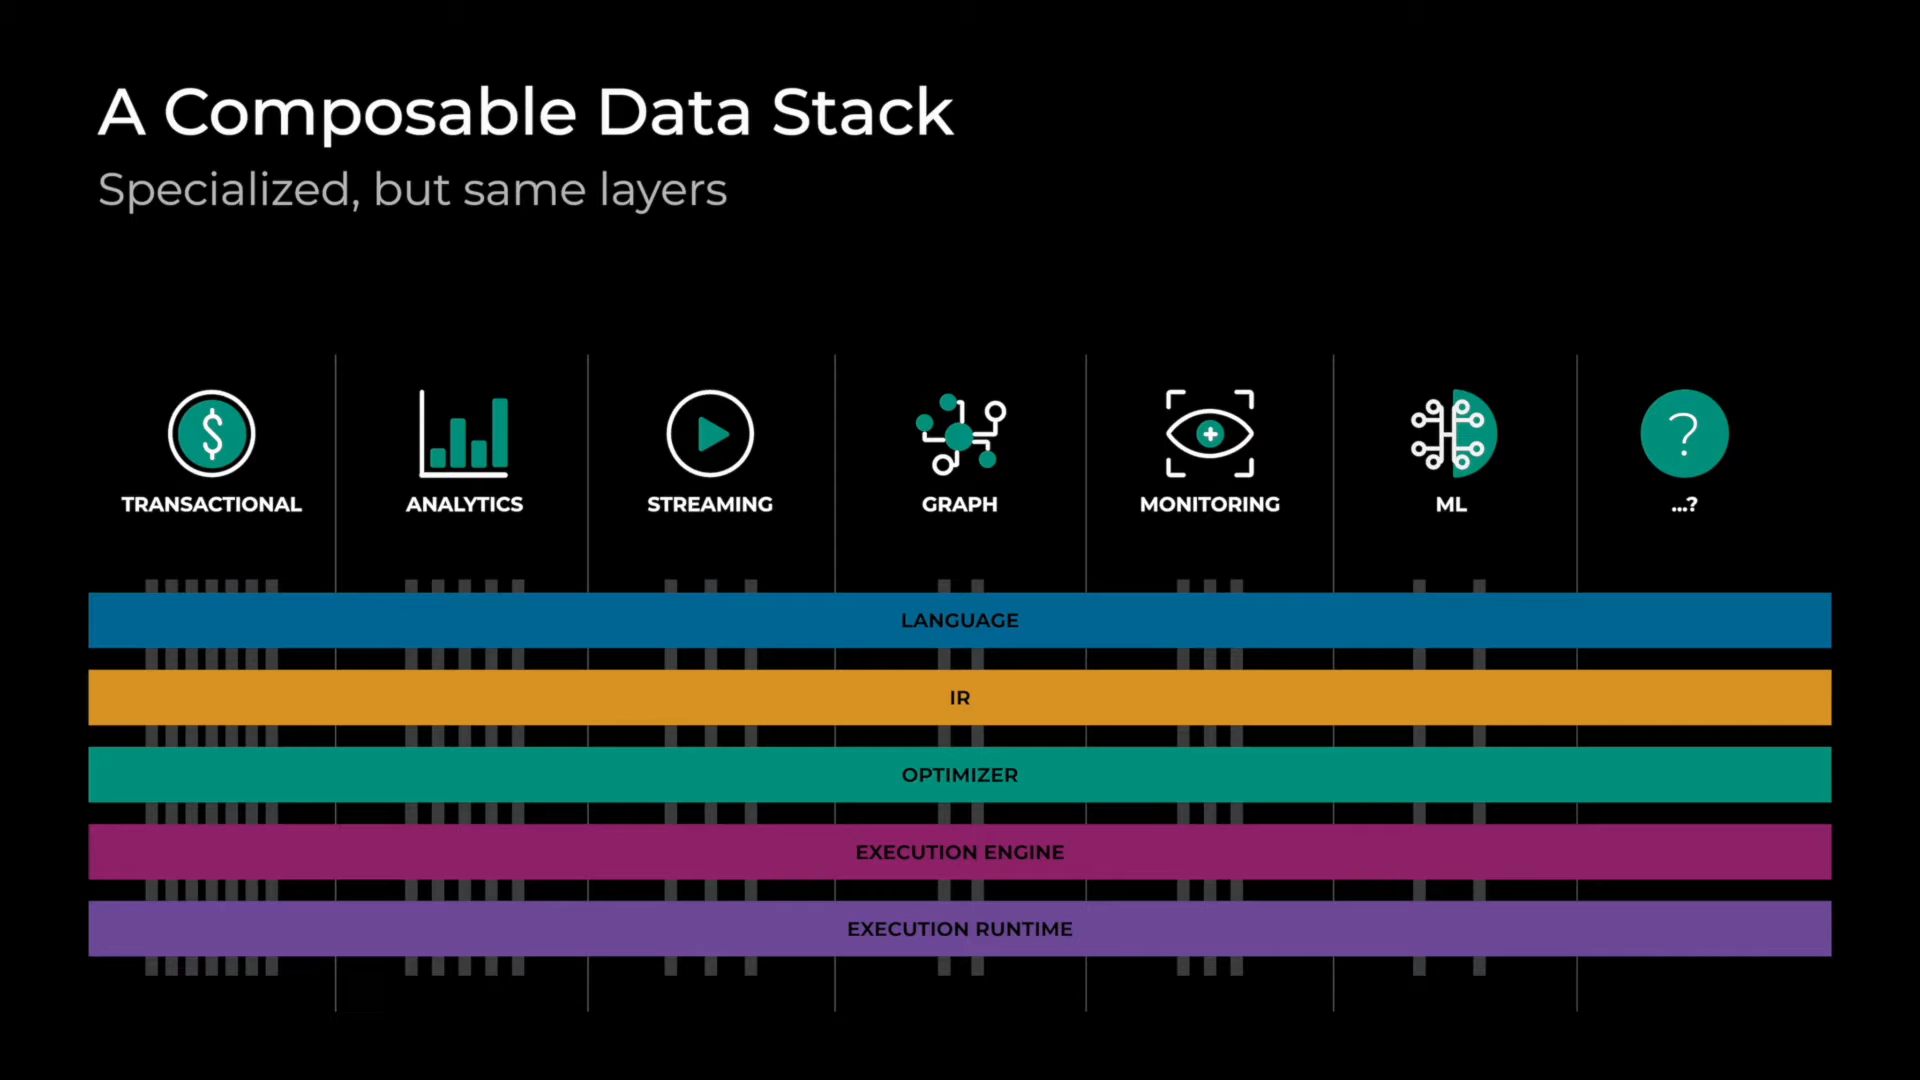 A Composable Data Stack
Specialized, but same layers
$
?
TRANSACTIONAL
ANALYTICS
STREAMING
GRAPH
MONITORING
ML
...?
LANGUAGE
IR
OPTIMIZER
EXECUTION ENGINE
EXECUTION RUNTIME